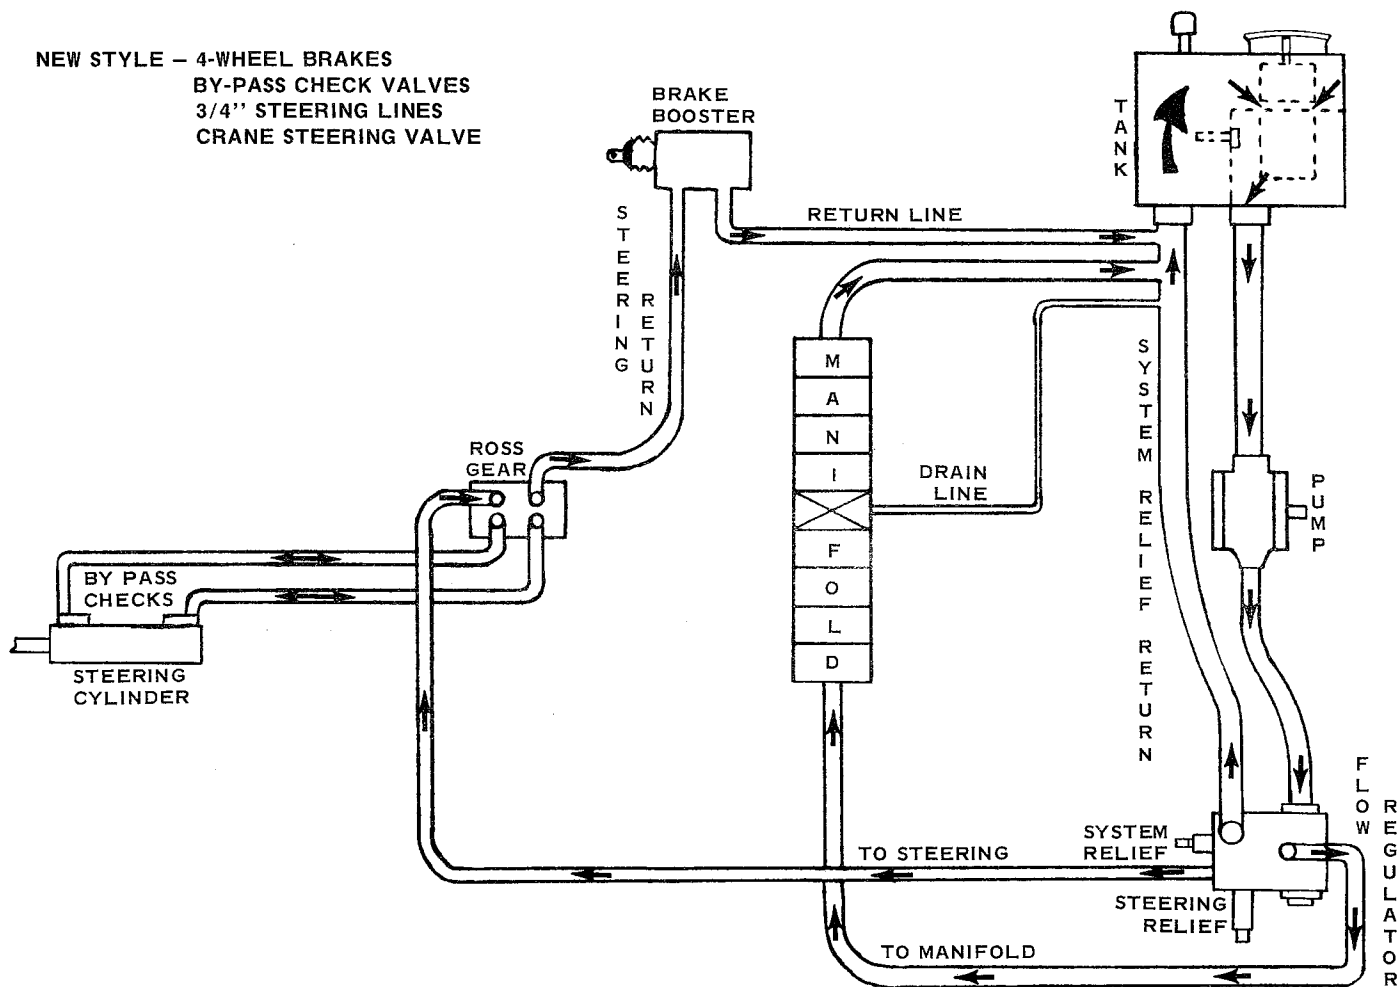 NEW STYLE – 4-WHEEL BRAKES
BY-PASS CHECK VALVES
3/4’’ STEERING LINES
CRANE STEERING VALVE
BRAKE
BOOSTER
TANK
STEERING
RETURN
RETURN LINE
MANIFOLD
SYSTEM RELIEF RETURN
ROSS
GEAR
DRAIN
LINE
PUMP
BY PASS
CHECKS
STEERING
CYLINDER
FLOW
REGULATOR
SYSTEM
RELIEF
TO STEERING
STEERING
RELIEF
TO MANIFOLD